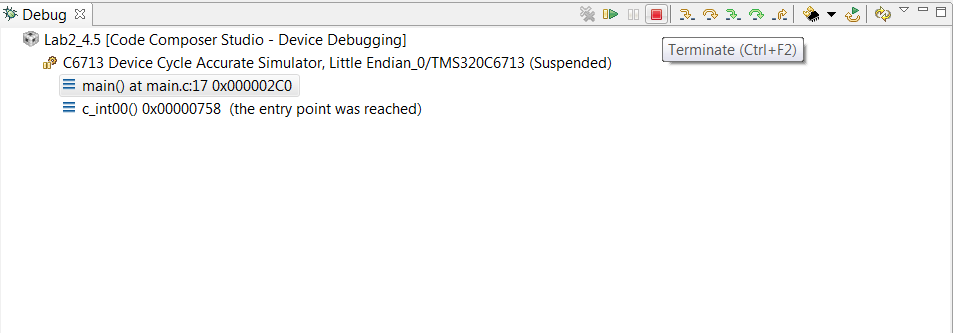 Debug
Terminate (Ctrl+F2)
Lab2_4.5 [Code Composer Studio - Device Debugging]
C6713 Device Cycle Accurate Simulator, Little Endian_0/TMS320C6713 (Suspended)
main() at main.c:17 0x000002C0
c_int00() 0x00000758 (the entry point was reached)